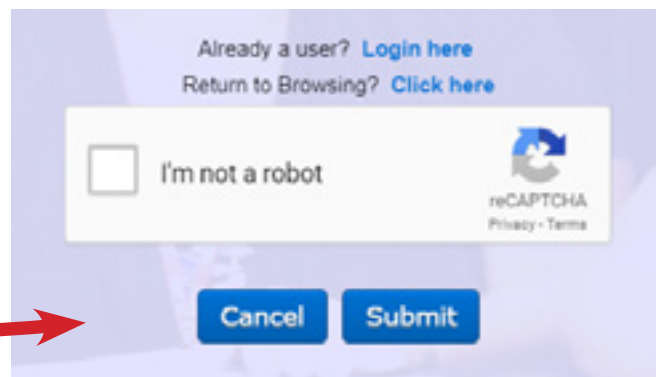 Already a user? Login here
Return to Browsing? Click here
I'm not a robot
reCAPTCHA
Privacy - Terms
Cancel Submit